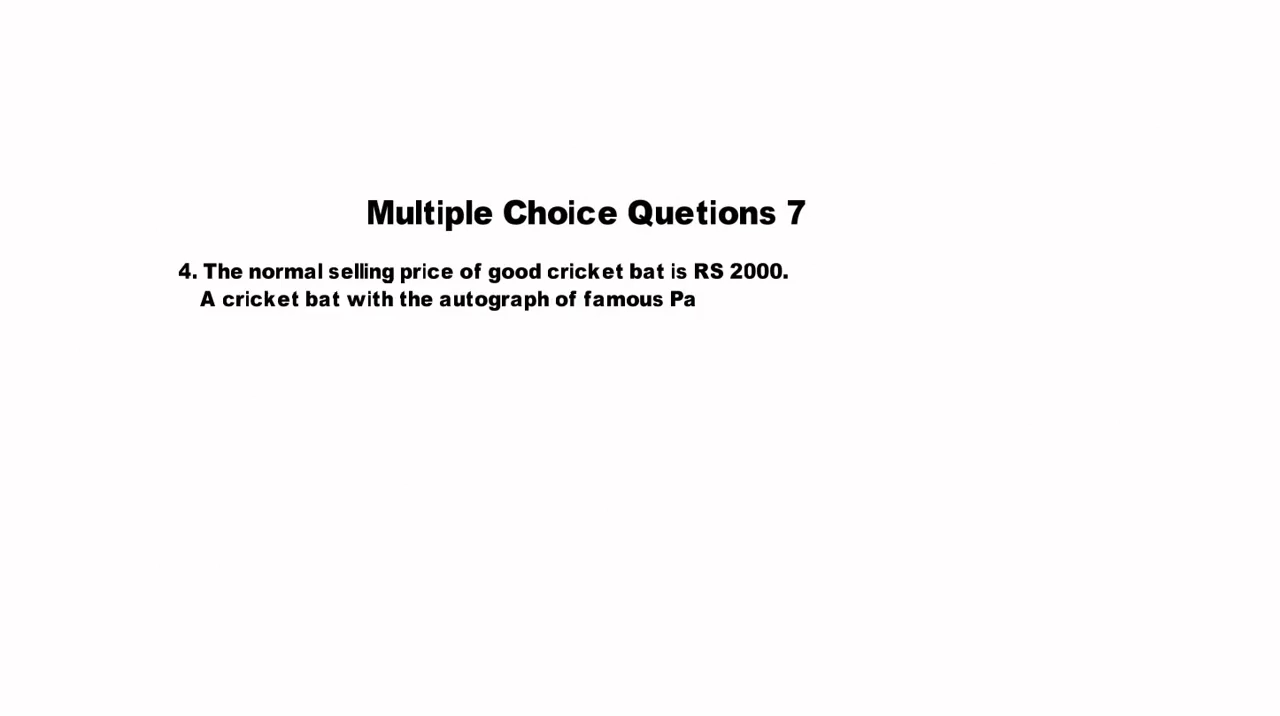 Multiple Choice Quetions 7
4. The normal selling price of good cricket bat is RS 2000.
A cricket bat with the autograph of famous Pa